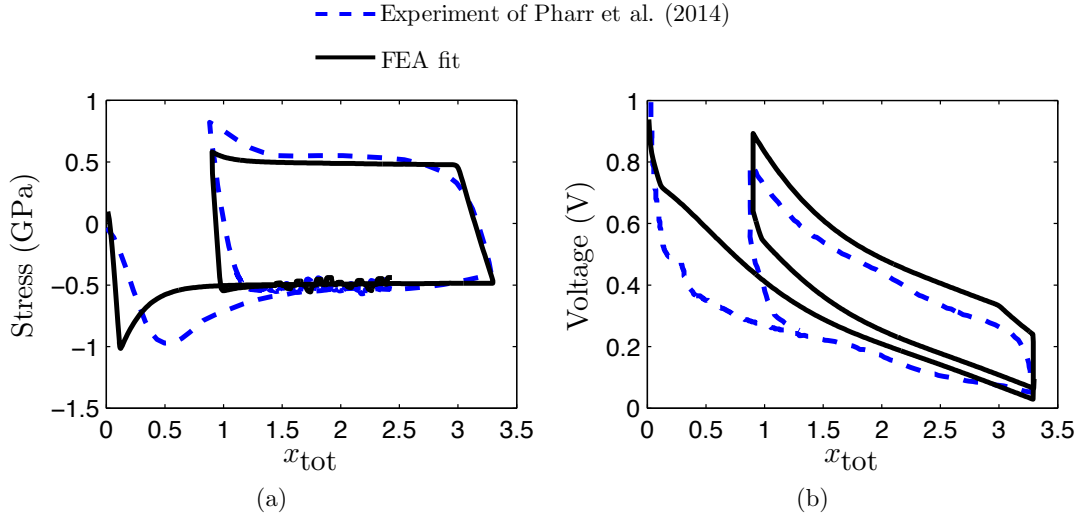 Experiment of Pharr et al. (2014)
FEA fit
1
0.5
0
−0.5
−1
−1.5
Stress (GPa)
0 0.5 1 1.5 2 2.5 3 3.5
xtot
(a)
1
0.8
0.6
0.4
0.2
0
Voltage (V)
0 0.5 1 1.5 2 2.5 3 3.5
xtot
(b)